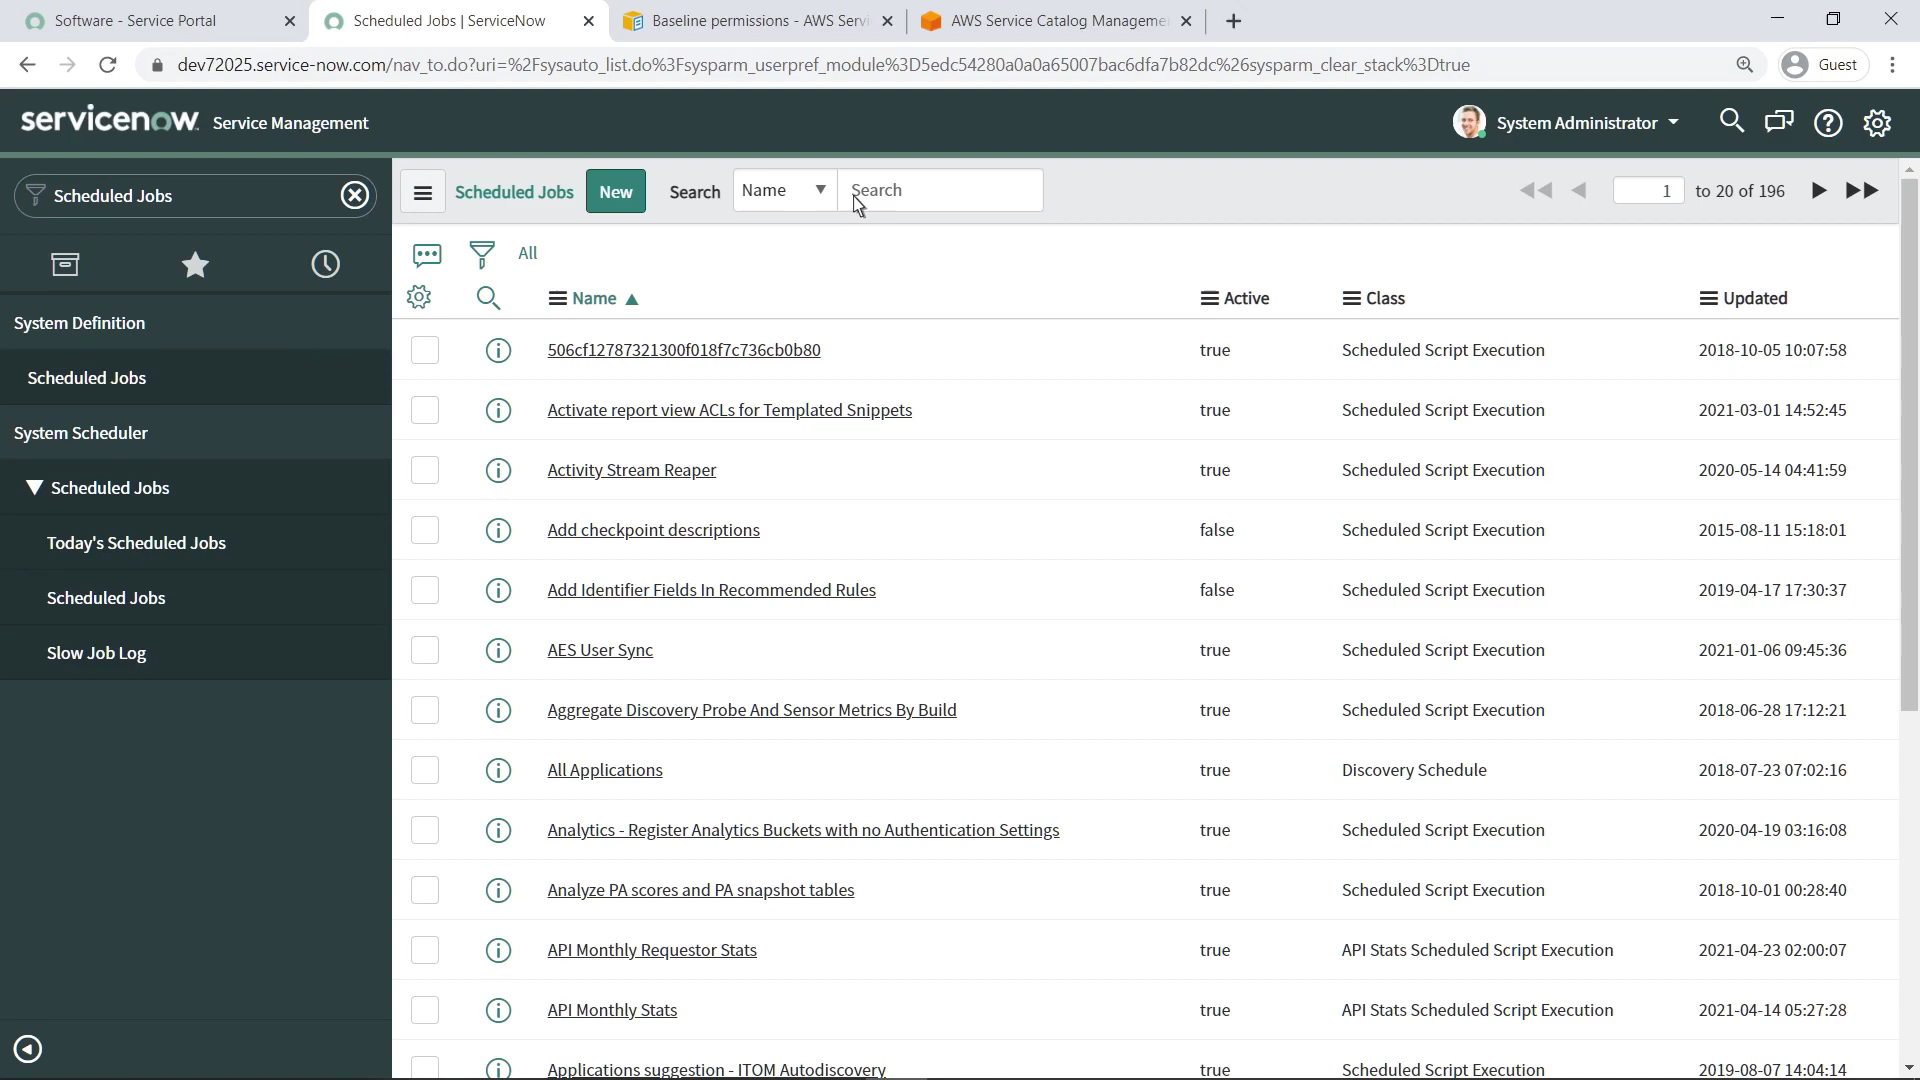 Software - Service Portal
Scheduled Jobs | ServiceNow
Baseline permissions - AWS Servi
AWS Service Catalog Manageme
dev72025.service-now.com/nav_to.do?uri=%2Fsysauto_list.do%3Fsysparm_userpref_module%3D5edc54280a0a0a65007bac6dfa7b82dc%26sysparm_clear_stack%3Dtrue
Guest
servicenow Service Management
System Administrator
Scheduled Jobs
System Definition
Scheduled Jobs
System Scheduler
Scheduled Jobs
Today's Scheduled Jobs
Scheduled Jobs
Slow Job Log
Scheduled Jobs New Search Name Search 1 to 20 of 196
All
Name Active Class Updated
506cf12787321300f018f7c736cb0b80 true Scheduled Script Execution 2018-10-05 10:07:58
Activate report view ACLs for Templated Snippets true Scheduled Script Execution 2021-03-01 14:52:45
Activity Stream Reaper true Scheduled Script Execution 2020-05-14 04:41:59
Add checkpoint descriptions false Scheduled Script Execution 2015-08-11 15:18:01
Add Identifier Fields In Recommended Rules false Scheduled Script Execution 2019-04-17 17:30:37
AES User Sync true Scheduled Script Execution 2021-01-06 09:45:36
Aggregate Discovery Probe And Sensor Metrics By Build true Scheduled Script Execution 2018-06-28 17:12:21
All Applications true Discovery Schedule 2018-07-23 07:02:16
Analytics - Register Analytics Buckets with no Authentication Settings true Scheduled Script Execution 2020-04-19 03:16:08
Analyze PA scores and PA snapshot tables true Scheduled Script Execution 2018-10-01 00:28:40
API Monthly Requestor Stats true API Stats Scheduled Script Execution 2021-04-23 02:00:07
API Monthly Stats true API Stats Scheduled Script Execution 2021-04-14 05:27:28
Applications suggestion - ITOM Autodiscovery true Scheduled Script Execution 2019-08-07 14:04:14